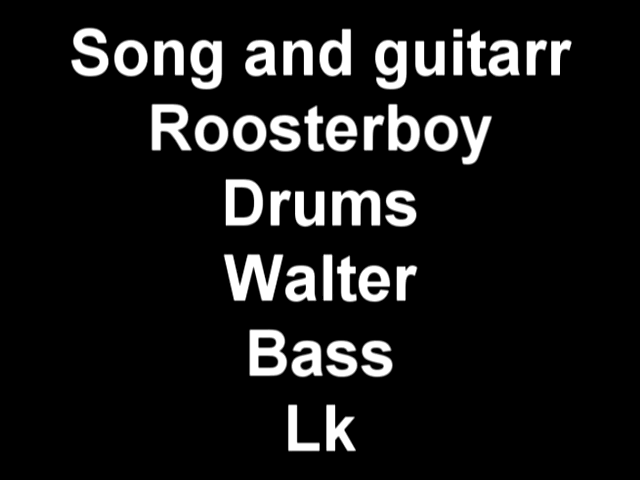 Song and guitarr
Roosterboy
Drums
Walter
Bass
Lk